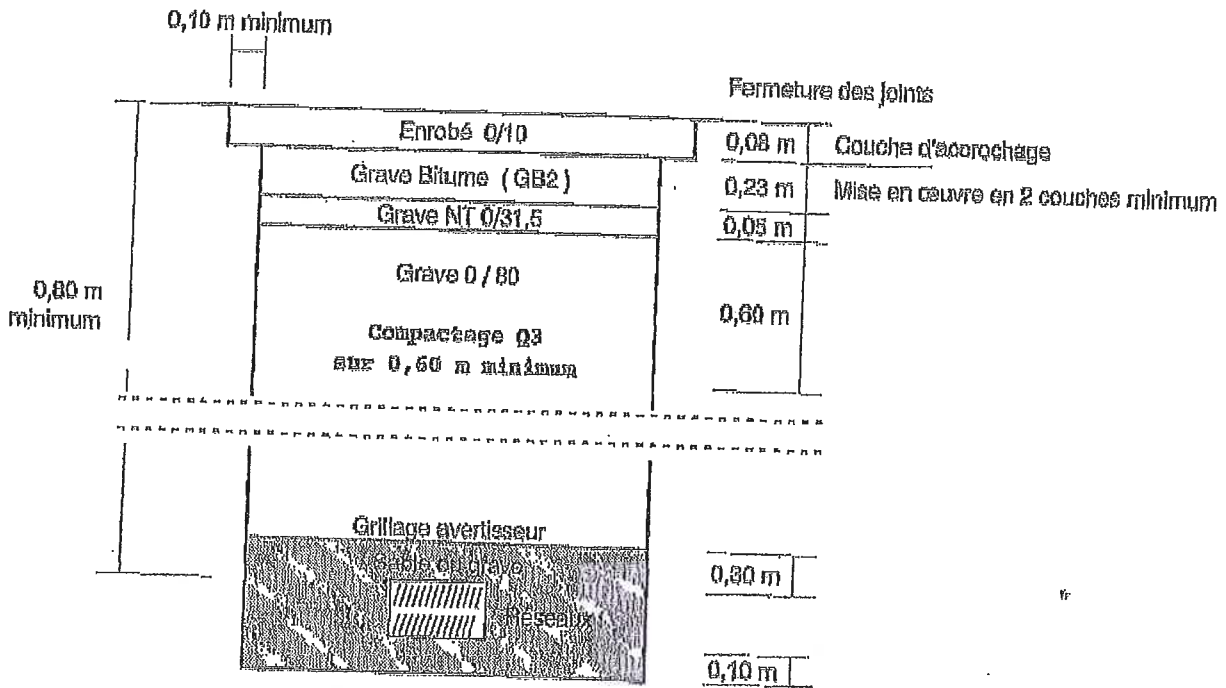 0,10 m minimum
Fermeture des joints
Enrobé 0/10
0,08 m
Couche d'accrochage
Grave Bitume (GB2)
0,23 m
Mise en œuvre en 2 couches minimum
Grave NT 0/31,5
0,05 m
Grave 0 / 80
0,80 m
minimum
0,60 m
Compactage Q3
sur 0,60 m minimum
Grillage avertisseur
Sable ou grave
0,30 m
Réseaux
0,10 m